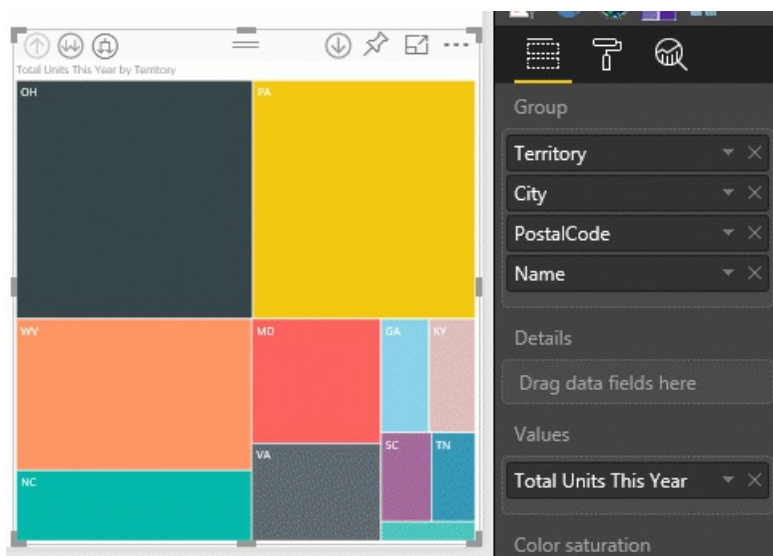 Total Units This Year by Territory
OH
PA
WV
MD
GA
KY
VA
SC
TN
NC
Group
Territory
City
PostalCode
Name
Details
Drag data fields here
Values
Total Units This Year
Color saturation